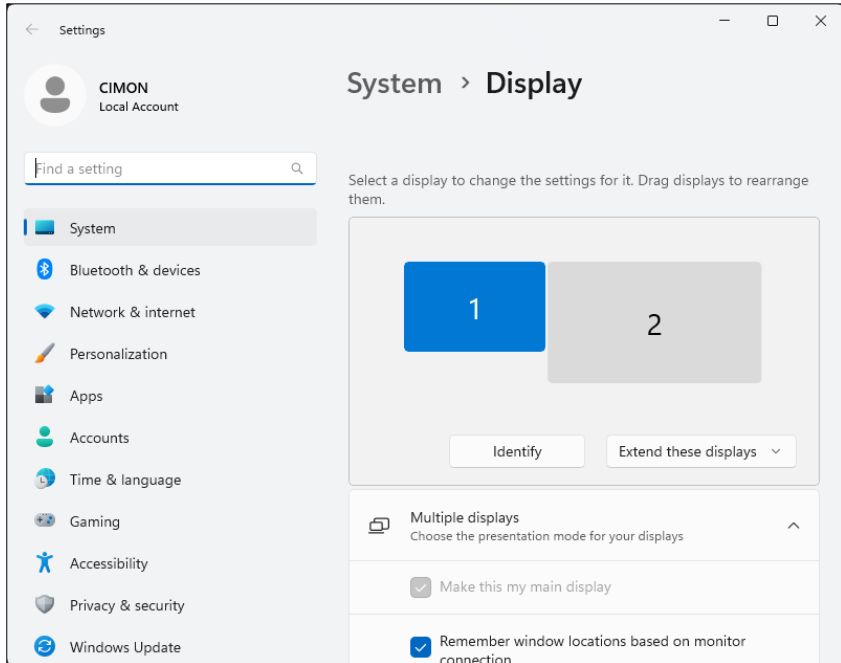 Settings
CIMON
Local Account
Find a setting
System
Bluetooth & devices
Network & internet
Personalization
Apps
Accounts
Time & language
Gaming
Accessibility
Privacy & security
Windows Update
System > Display
Select a display to change the settings for it. Drag displays to rearrange
them.
1
2
Identify
Extend these displays
Multiple displays
Choose the presentation mode for your displays
Make this my main display
Remember window locations based on monitor
connection